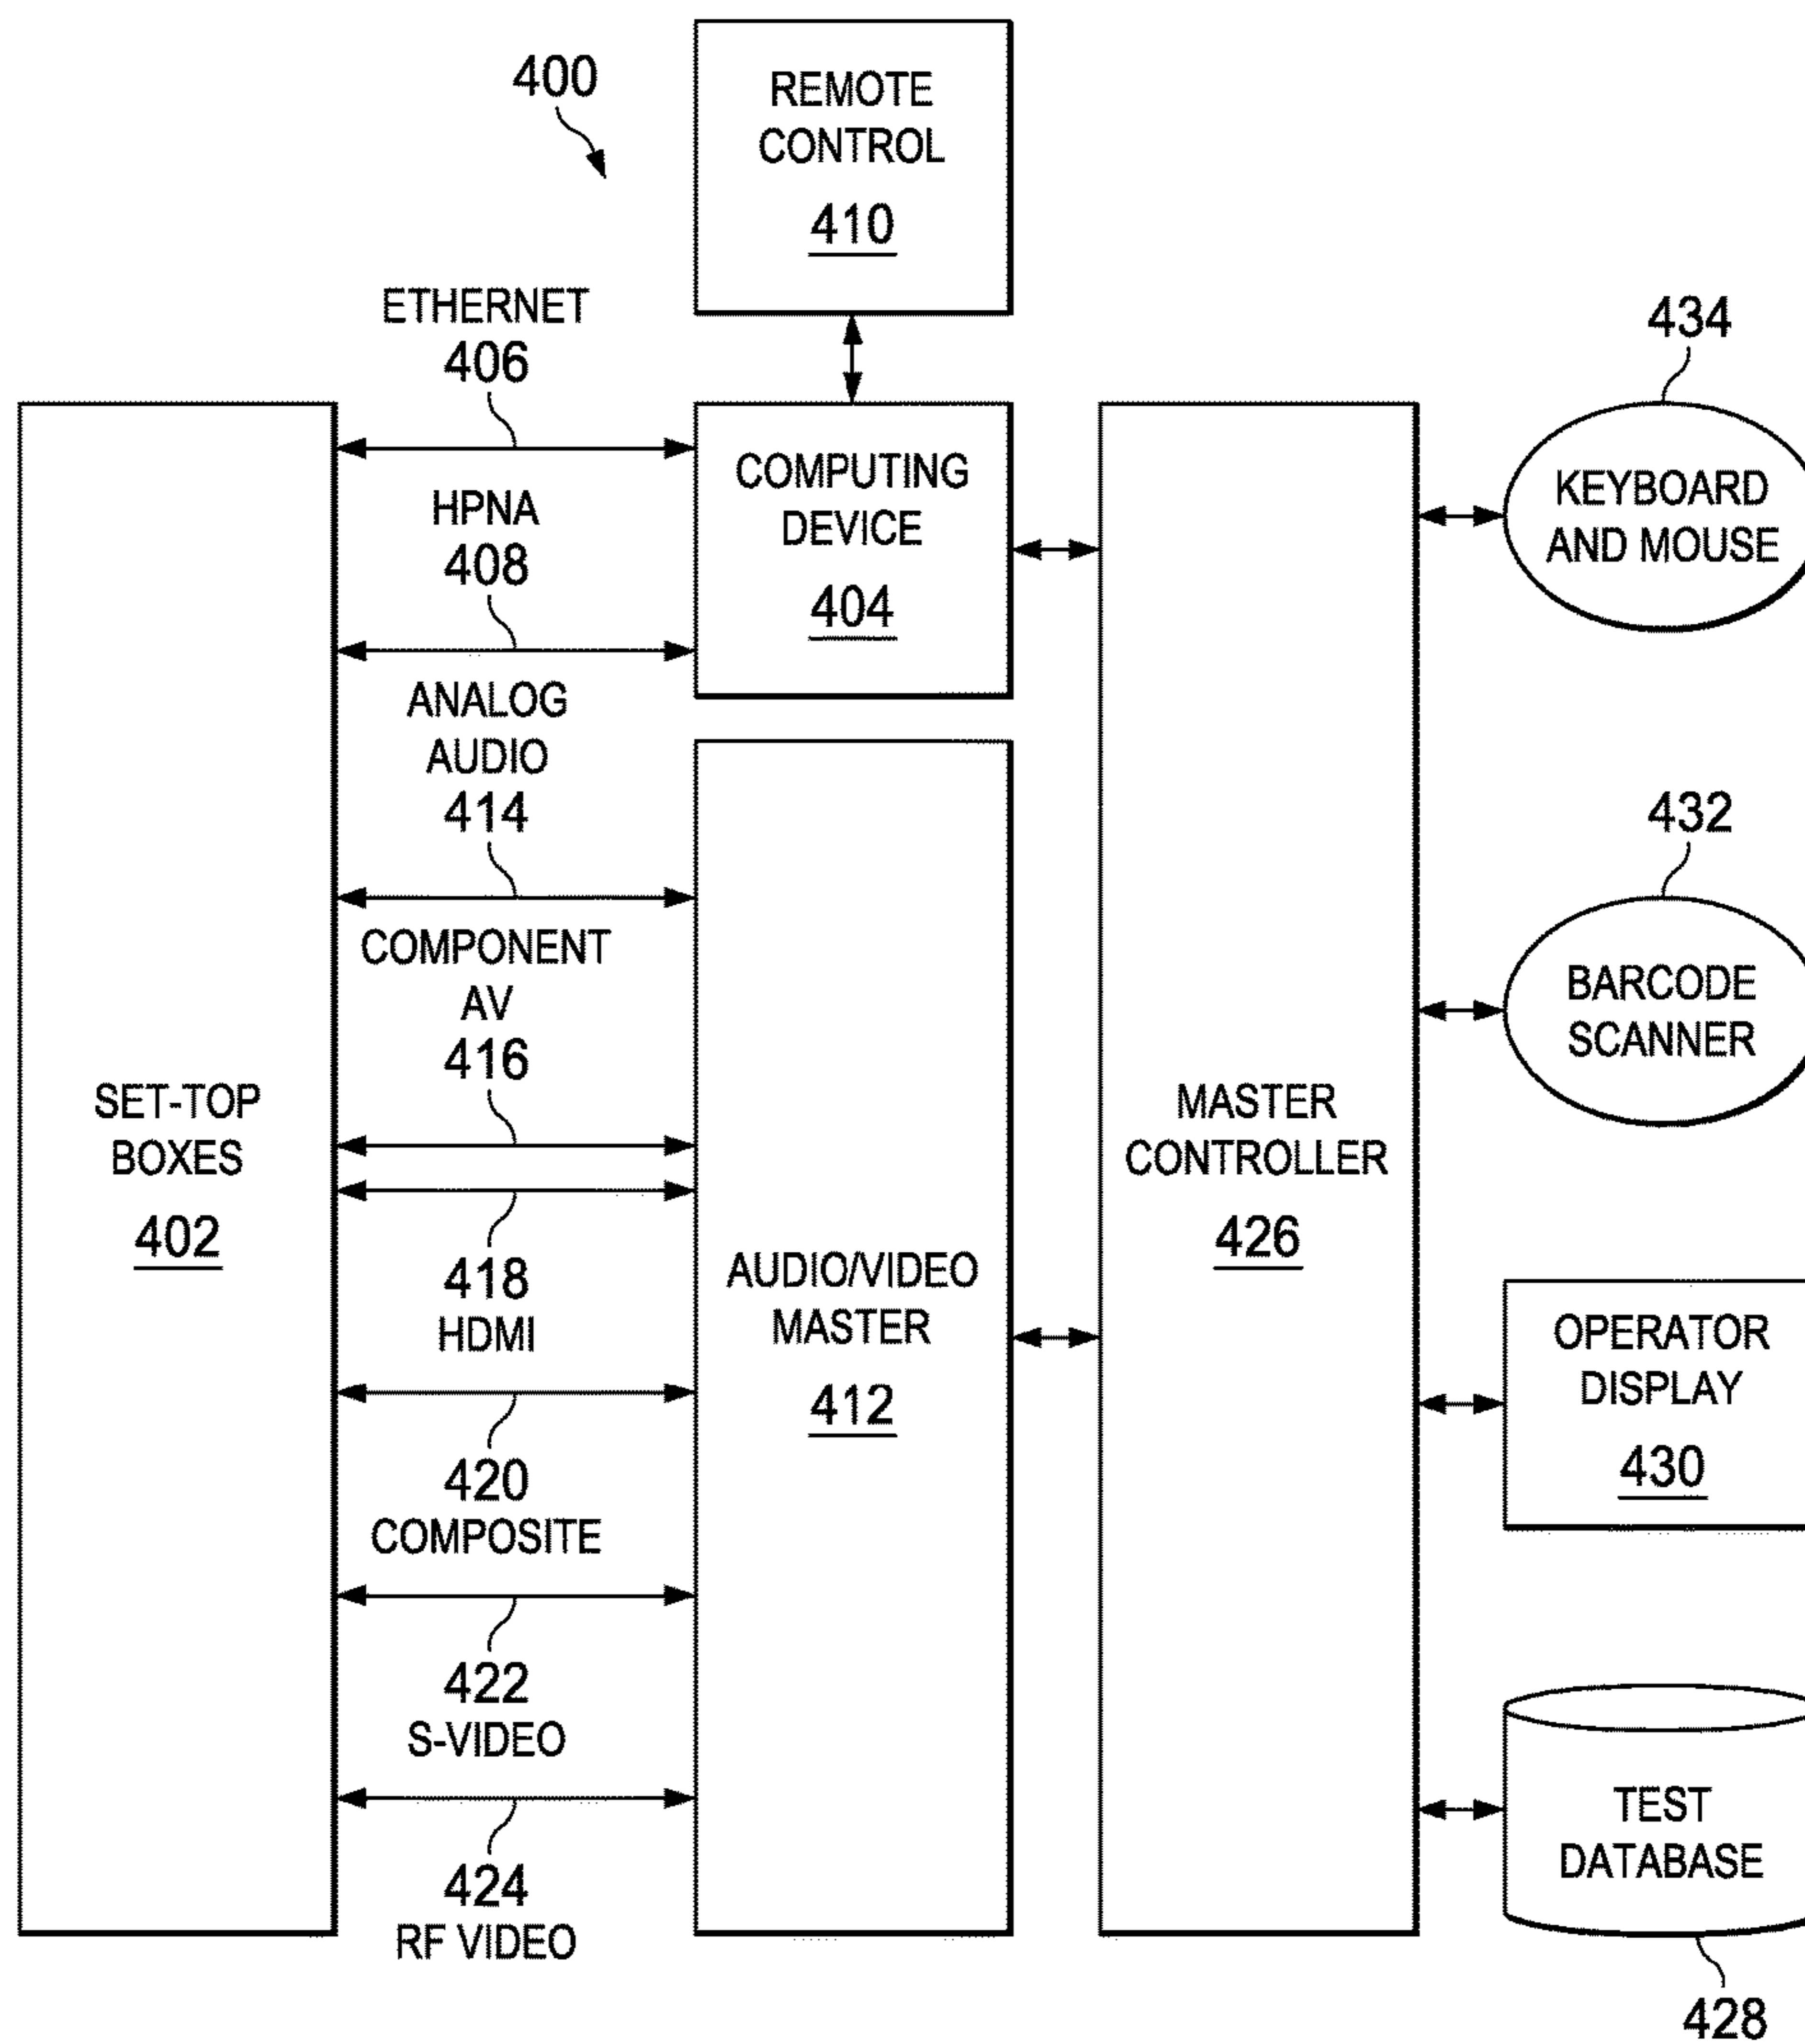 400
REMOTE
CONTROL
410
ETHERNET
406
HPNA
408
ANALOG
AUDIO
414
COMPONENT
AV
416
418
HDMI
420
COMPOSITE
422
S-VIDEO
424
RF VIDEO
SET-TOP
BOXES
402
COMPUTING
DEVICE
404
AUDIO/VIDEO
MASTER
412
MASTER
CONTROLLER
426
434
KEYBOARD
AND MOUSE
432
BARCODE
SCANNER
OPERATOR
DISPLAY
430
TEST
DATABASE
428